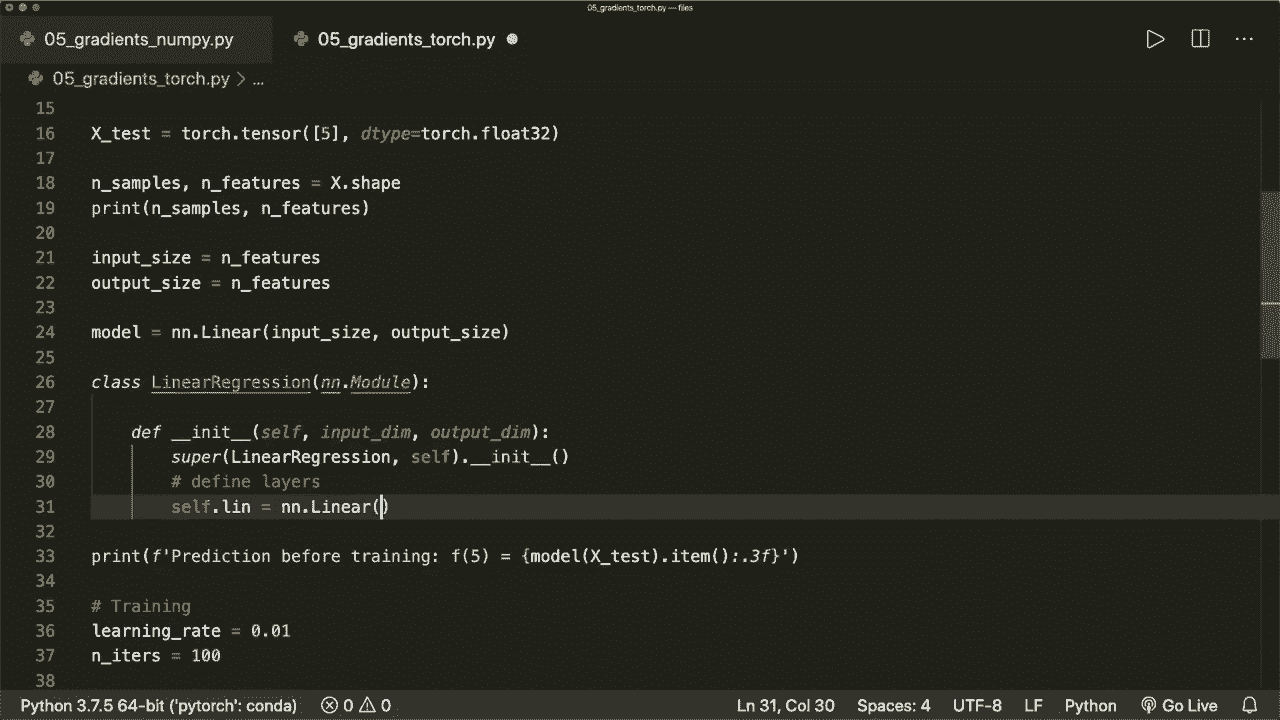 05_gradients_torch.py — files
05_gradients_numpy.py 05_gradients_torch.py
05_gradients_torch.py > ...
15
16 X_test = torch.tensor([5], dtype=torch.float32)
17
18 n_samples, n_features = X.shape
19 print(n_samples, n_features)
20
21 input_size = n_features
22 output_size = n_features
23
24 model = nn.Linear(input_size, output_size)
25
26 class LinearRegression(nn.Module):
27
28 def __init__(self, input_dim, output_dim):
29 super(LinearRegression, self).__init__()
30 # define layers
31 self.lin = nn.Linear()
32
33 print(f'Prediction before training: f(5) = {model(X_test).item():.3f}')
34
35 # Training
36 learning_rate = 0.01
37 n_iters = 100
38
Python 3.7.5 64-bit ('pytorch': conda) 0 0 Ln 31, Col 30 Spaces: 4 UTF-8 LF Python Go Live